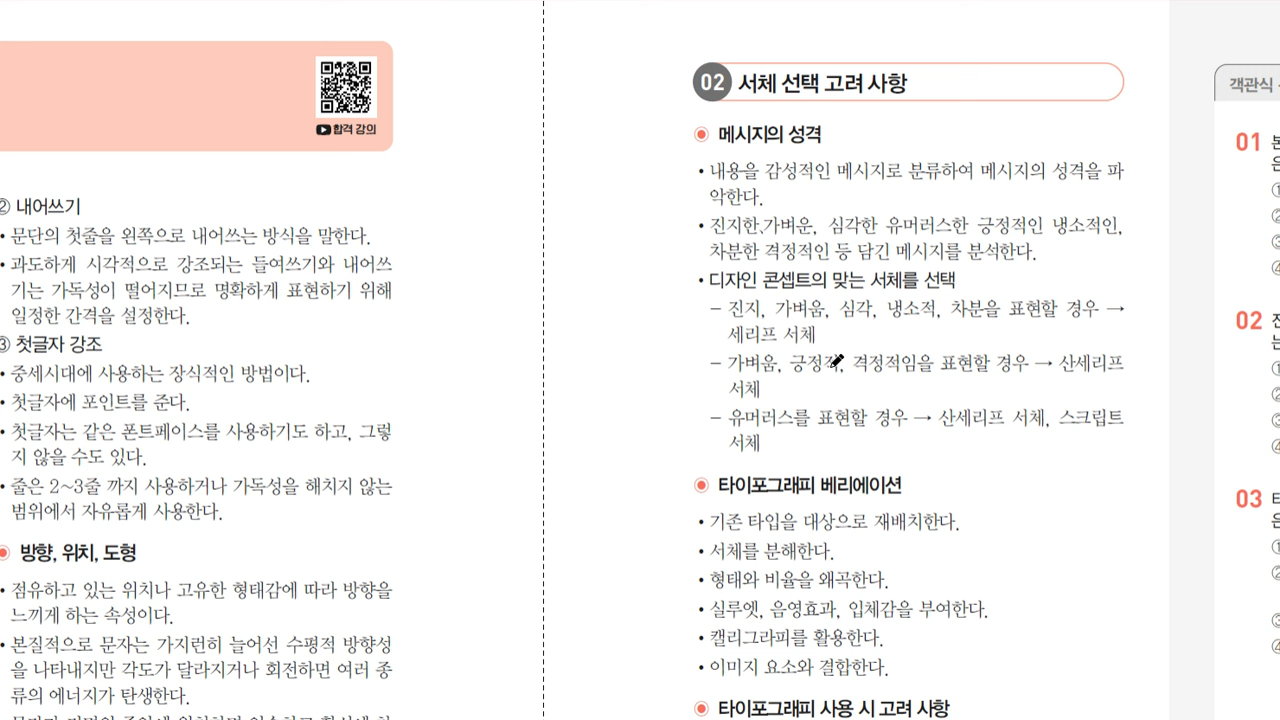 합격 강의
② 내어쓰기
• 문단의 첫줄을 왼쪽으로 내어쓰는 방식을 말한다.
• 과도하게 시각적으로 강조되는 들여쓰기와 내어쓰
기는 가독성이 떨어지므로 명확하게 표현하기 위해
일정한 간격을 설정한다.
③ 첫글자 강조
• 중세시대에 사용하는 장식적인 방법이다.
• 첫글자에 포인트를 준다.
• 첫글자는 같은 폰트페이스를 사용하기도 하고, 그렇
지 않을 수도 있다.
• 줄은 2~3줄 까지 사용하거나 가독성을 해치지 않는
범위에서 자유롭게 사용한다.
방향, 위치, 도형
• 점유하고 있는 위치나 고유한 형태감에 따라 방향을
느끼게 하는 속성이다.
• 본질적으로 문자는 가지런히 늘어선 수평적 방향성
을 나타내지만 각도가 달라지거나 회전하면 여러 종
류의 에너지가 탄생한다.
02 서체 선택 고려 사항
메시지의 성격
• 내용을 감성적인 메시지로 분류하여 메시지의 성격을 파
악한다.
• 진지한,가벼운, 심각한 유머러스한 긍정적인 냉소적인,
차분한 격정적인 등 담긴 메시지를 분석한다.
• 디자인 콘셉트의 맞는 서체를 선택
– 진지, 가벼움, 심각, 냉소적, 차분을 표현할 경우 →
세리프 서체
– 가벼움, 긍정적, 격정적임을 표현할 경우 → 산세리프
서체
– 유머러스를 표현할 경우 → 산세리프 서체, 스크립트
서체
타이포그래피 베리에이션
• 기존 타입을 대상으로 재배치한다.
• 서체를 분해한다.
• 형태와 비율을 왜곡한다.
• 실루엣, 음영효과, 입체감을 부여한다.
• 캘리그라피를 활용한다.
• 이미지 요소와 결합한다.
타이포그래피 사용 시 고려 사항
객관식
01
02
03